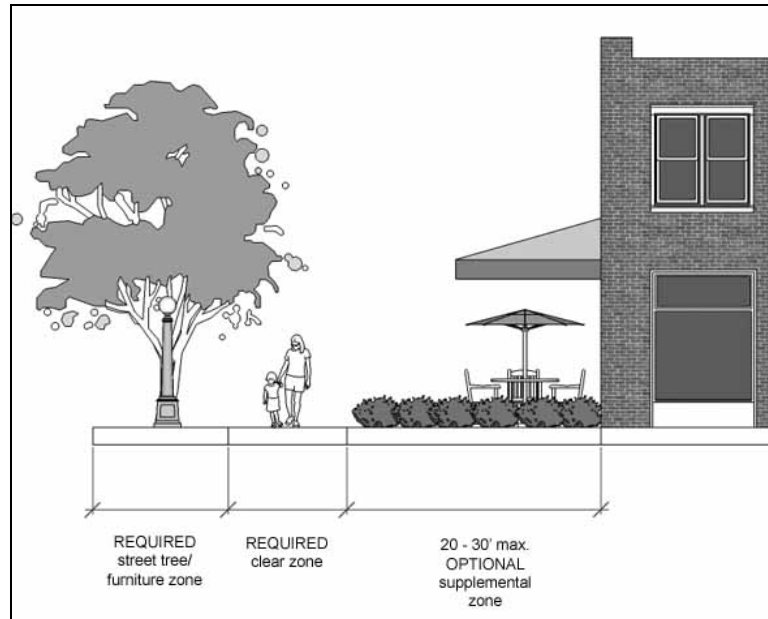 REQUIRED
street tree/
furniture zone
REQUIRED
clear zone
20 - 30' max.
OPTIONAL
supplemental
zone